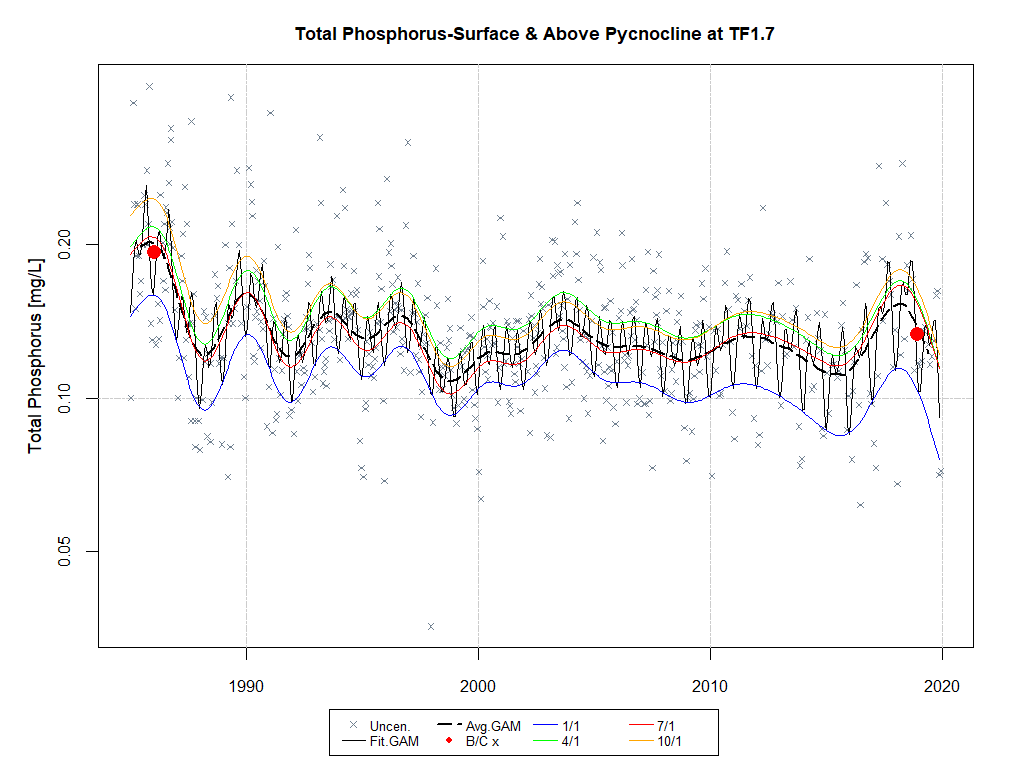 Total Phosphorus-Surface & Above Pycnocline at TF1.7
Total Phosphorus [mg/L]
0.20
0.10
0.05
1990 2000 2010 2020
Uncen. Avg.GAM 1/1 7/1
Fit.GAM B/C x 4/1 10/1